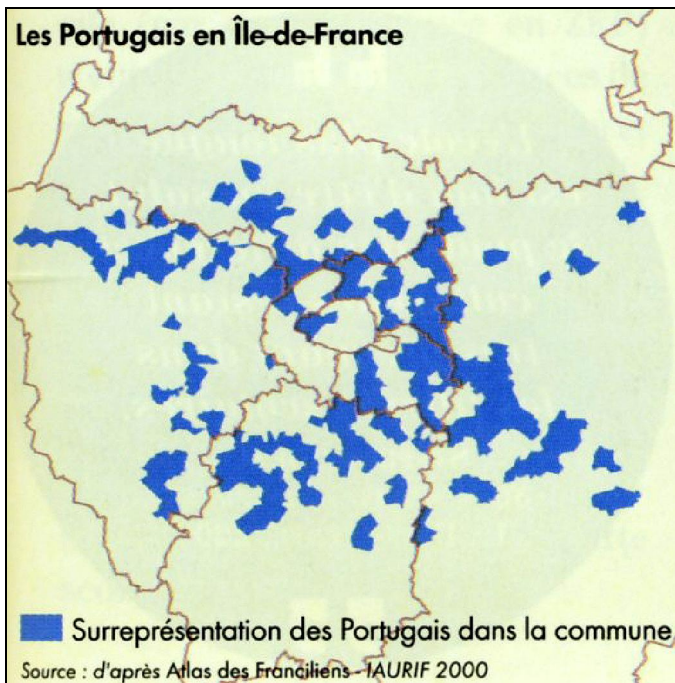 Les Portugais en Île-de-France
Surreprésentation des Portugais dans la commune
Source : d'après Atlas des Franciliens - IAURIF 2000